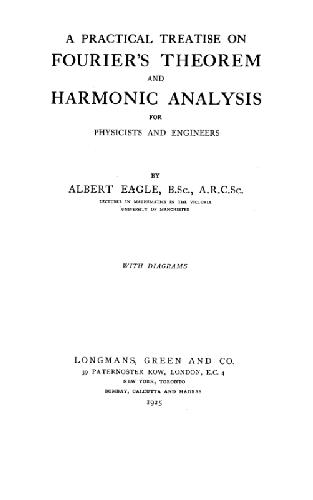 A PRACTICAL TREATISE ON
FOURIER'S THEOREM
AND
HARMONIC ANALYSIS
FOR
PHYSICISTS AND ENGINEERS
BY
ALBERT EAGLE, B.Sc., A.R.C.Sc.
LECTURER IN MATHEMATICS IN THE VICTORIA
UNIVERSITY OF MANCHESTER
WITH DIAGRAMS
LONGMANS, GREEN AND CO.
39 PATERNOSTER ROW, LONDON, E.C. 4
NEW YORK, TORONTO
BOMBAY, CALCUTTA AND MADRAS
1925